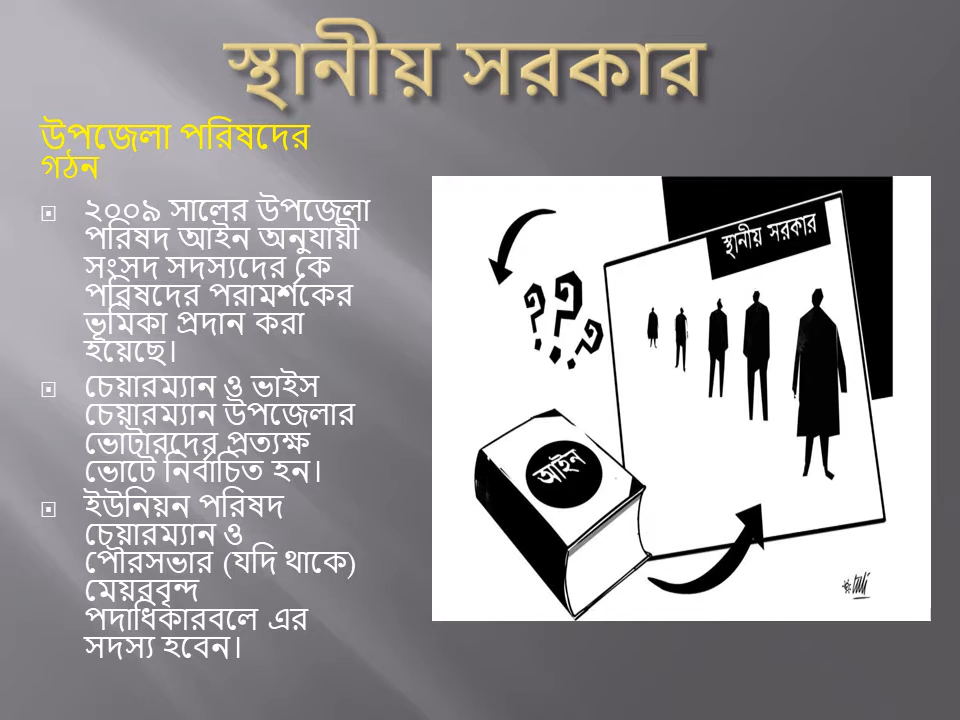 স্থানীয় সরকার
উপজেলা পরিষদের
গঠন
২০০৯ সালের উপজেলা
পরিষদ আইন অনুযায়ী
সংসদ সদস্যদের কে
পরিষদের পরামর্শকের
ভূমিকা প্রদান করা
হয়েছে।
চেয়ারম্যান ও ভাইস
চেয়ারম্যান উপজেলার
ভোটারদের প্রত্যক্ষ
ভোটে নির্বাচিত হন।
ইউনিয়ন পরিষদ
চেয়ারম্যান ও
পৌরসভার (যদি থাকে)
মেয়রবৃন্দ
পদাধিকারবলে এর
সদস্য হবেন।
স্থানীয় সরকার
???
আইন